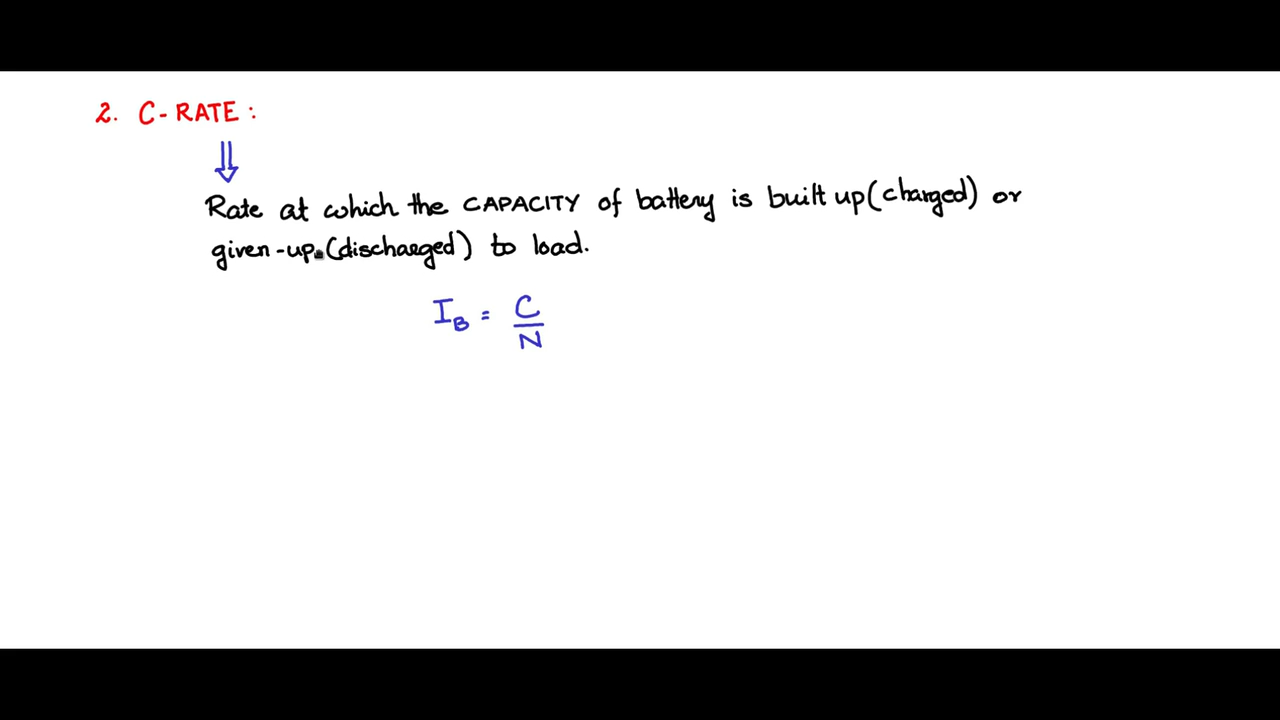 2. C-RATE:
Rate at which the CAPACITY of battery is built up(charged) or
given-up(discharged) to load.
I_B = C/N